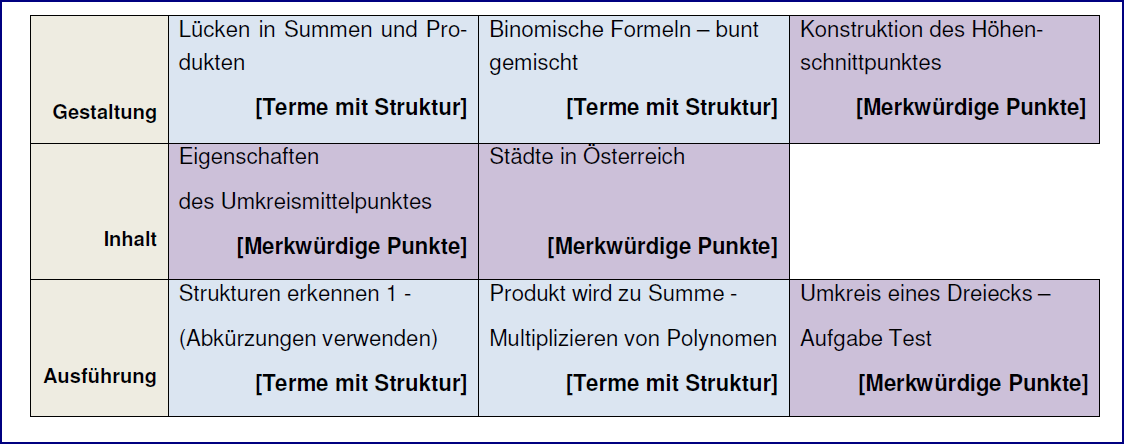 Gestaltung
Lücken in Summen und Pro-
dukten
[Terme mit Struktur]
Binomische Formeln – bunt
gemischt
[Terme mit Struktur]
Konstruktion des Höhen-
schnittpunktes
[Merkwürdige Punkte]
Inhalt
Eigenschaften
des Umkreismittelpunktes
[Merkwürdige Punkte]
Städte in Österreich
[Merkwürdige Punkte]
Ausführung
Strukturen erkennen 1 -
(Abkürzungen verwenden)
[Terme mit Struktur]
Produkt wird zu Summe -
Multiplizieren von Polynomen
[Terme mit Struktur]
Umkreis eines Dreiecks –
Aufgabe Test
[Merkwürdige Punkte]